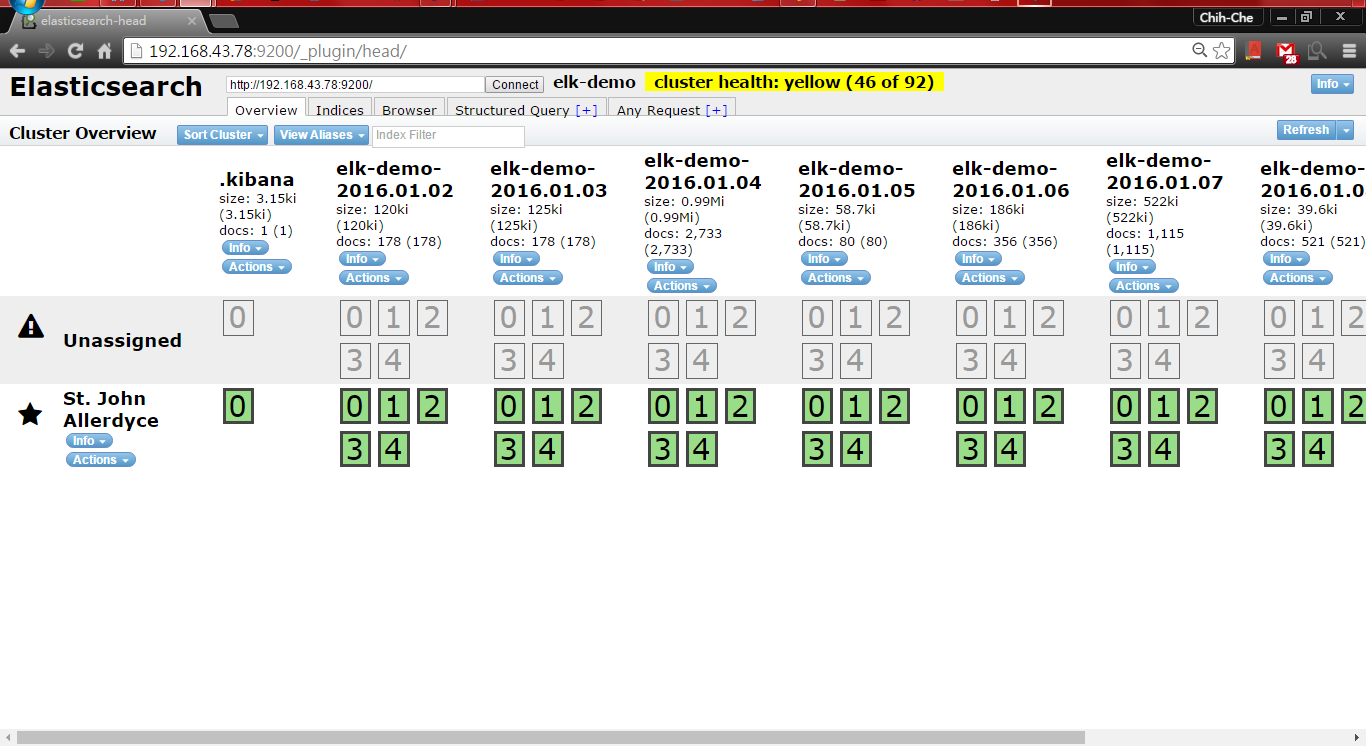 elasticsearch-head
Chih-Che
192.168.43.78:9200/_plugin/head/
28
Elasticsearch
http://192.168.43.78:9200/
Connect
elk-demo
cluster health: yellow (46 of 92)
Info
Overview
Indices
Browser
Structured Query [+]
Any Request [+]
Cluster Overview
Sort Cluster
View Aliases
Index Filter
Refresh
.kibana
size: 3.15ki
(3.15ki)
docs: 1 (1)
Info
Actions
elk-demo-
2016.01.02
size: 120ki
(120ki)
docs: 178 (178)
Info
Actions
elk-demo-
2016.01.03
size: 125ki
(125ki)
docs: 178 (178)
Info
Actions
elk-demo-
2016.01.04
size: 0.99Mi
(0.99Mi)
docs: 2,733
(2,733)
Info
Actions
elk-demo-
2016.01.05
size: 58.7ki
(58.7ki)
docs: 80 (80)
Info
Actions
elk-demo-
2016.01.06
size: 186ki
(186ki)
docs: 356 (356)
Info
Actions
elk-demo-
2016.01.07
size: 522ki
(522ki)
docs: 1,115
(1,115)
Info
Actions
elk-demo-
size: 39.6ki
(39.6ki)
docs: 521 (521)
Info
Actions
Unassigned
0 0 1 2 0 1 2 0 1 2 0 1 2 0 1 2 0 1 2 0 1 2
3 4 3 4 3 4 3 4 3 4 3 4 3 4
St. John
Allerdyce
Info
Actions
0 0 1 2 0 1 2 0 1 2 0 1 2 0 1 2 0 1 2 0 1 2
3 4 3 4 3 4 3 4 3 4 3 4 3 4